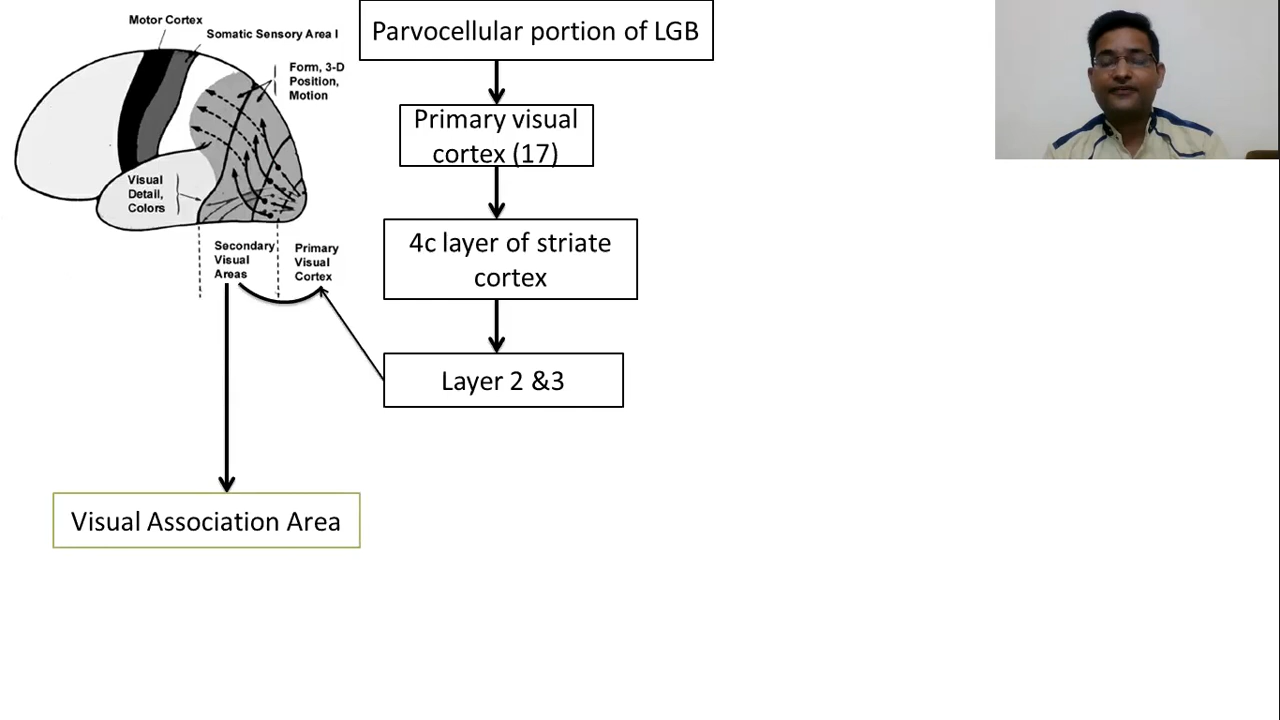 Motor Cortex
Somatic Sensory Area I
Form, 3-D
Position,
Motion
Visual
Detail,
Colors
Secondary
Visual
Areas
Primary
Visual
Cortex
Parvocellular portion of LGB
Primary visual
cortex (17)
4c layer of striate
cortex
Layer 2 &3
Visual Association Area